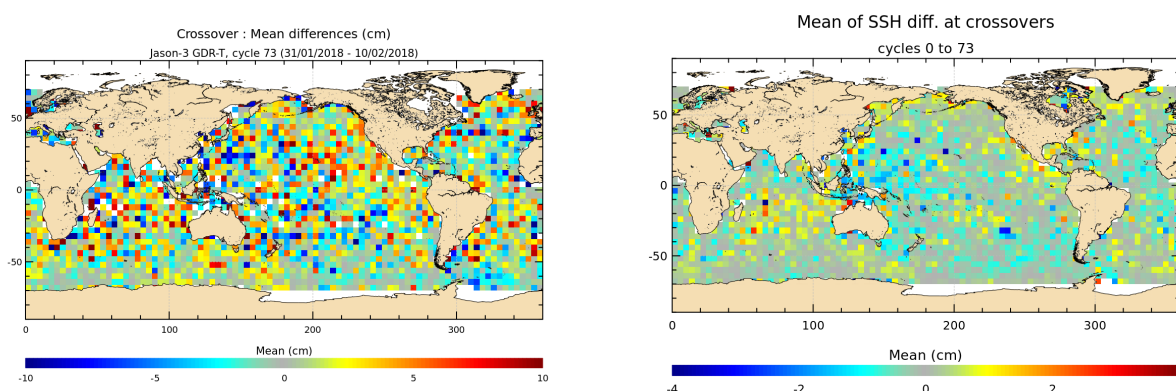 Crossover : Mean differences (cm)
Jason-3 GDR-T, cycle 73 (31/01/2018 - 10/02/2018)
50
0
-50
0 100 200 300
Mean (cm)
-10 -5 0 5 10
Mean of SSH diff. at crossovers
cycles 0 to 73
50
0
-50
0 100 200 300
Mean (cm)
-4 -2 0 2